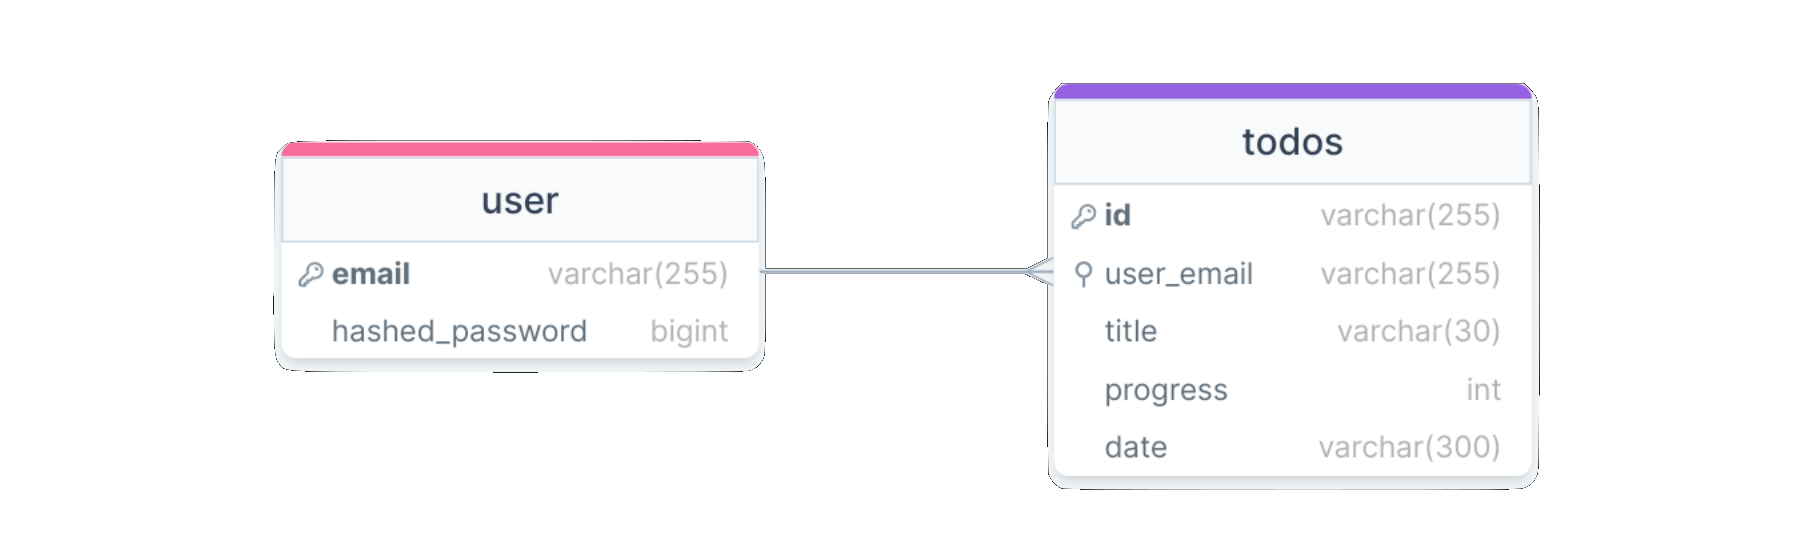 user
email varchar(255)
hashed_password bigint
todos
id varchar(255)
user_email varchar(255)
title varchar(30)
progress int
date varchar(300)